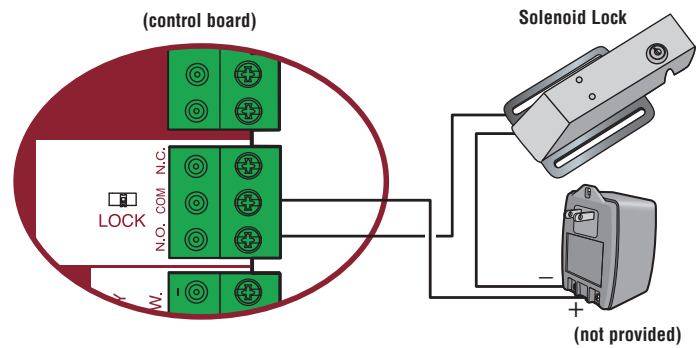 (control board)
Solenoid Lock
N.C.
COM
N.O.
LOCK
Y
W.
–
+
(not provided)